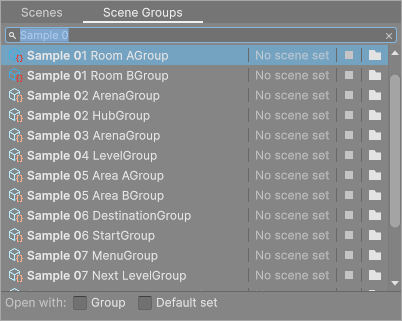 Scenes Scene Groups
Sample 0
Sample 01 Room AGroup No scene set
Sample 01 Room BGroup No scene set
Sample 02 ArenaGroup No scene set
Sample 02 HubGroup No scene set
Sample 03 ArenaGroup No scene set
Sample 04 LevelGroup No scene set
Sample 05 Area AGroup No scene set
Sample 05 Area BGroup No scene set
Sample 06 DestinationGroup No scene set
Sample 06 StartGroup No scene set
Sample 07 MenuGroup No scene set
Sample 07 Next LevelGroup No scene set
Open with: Group Default set